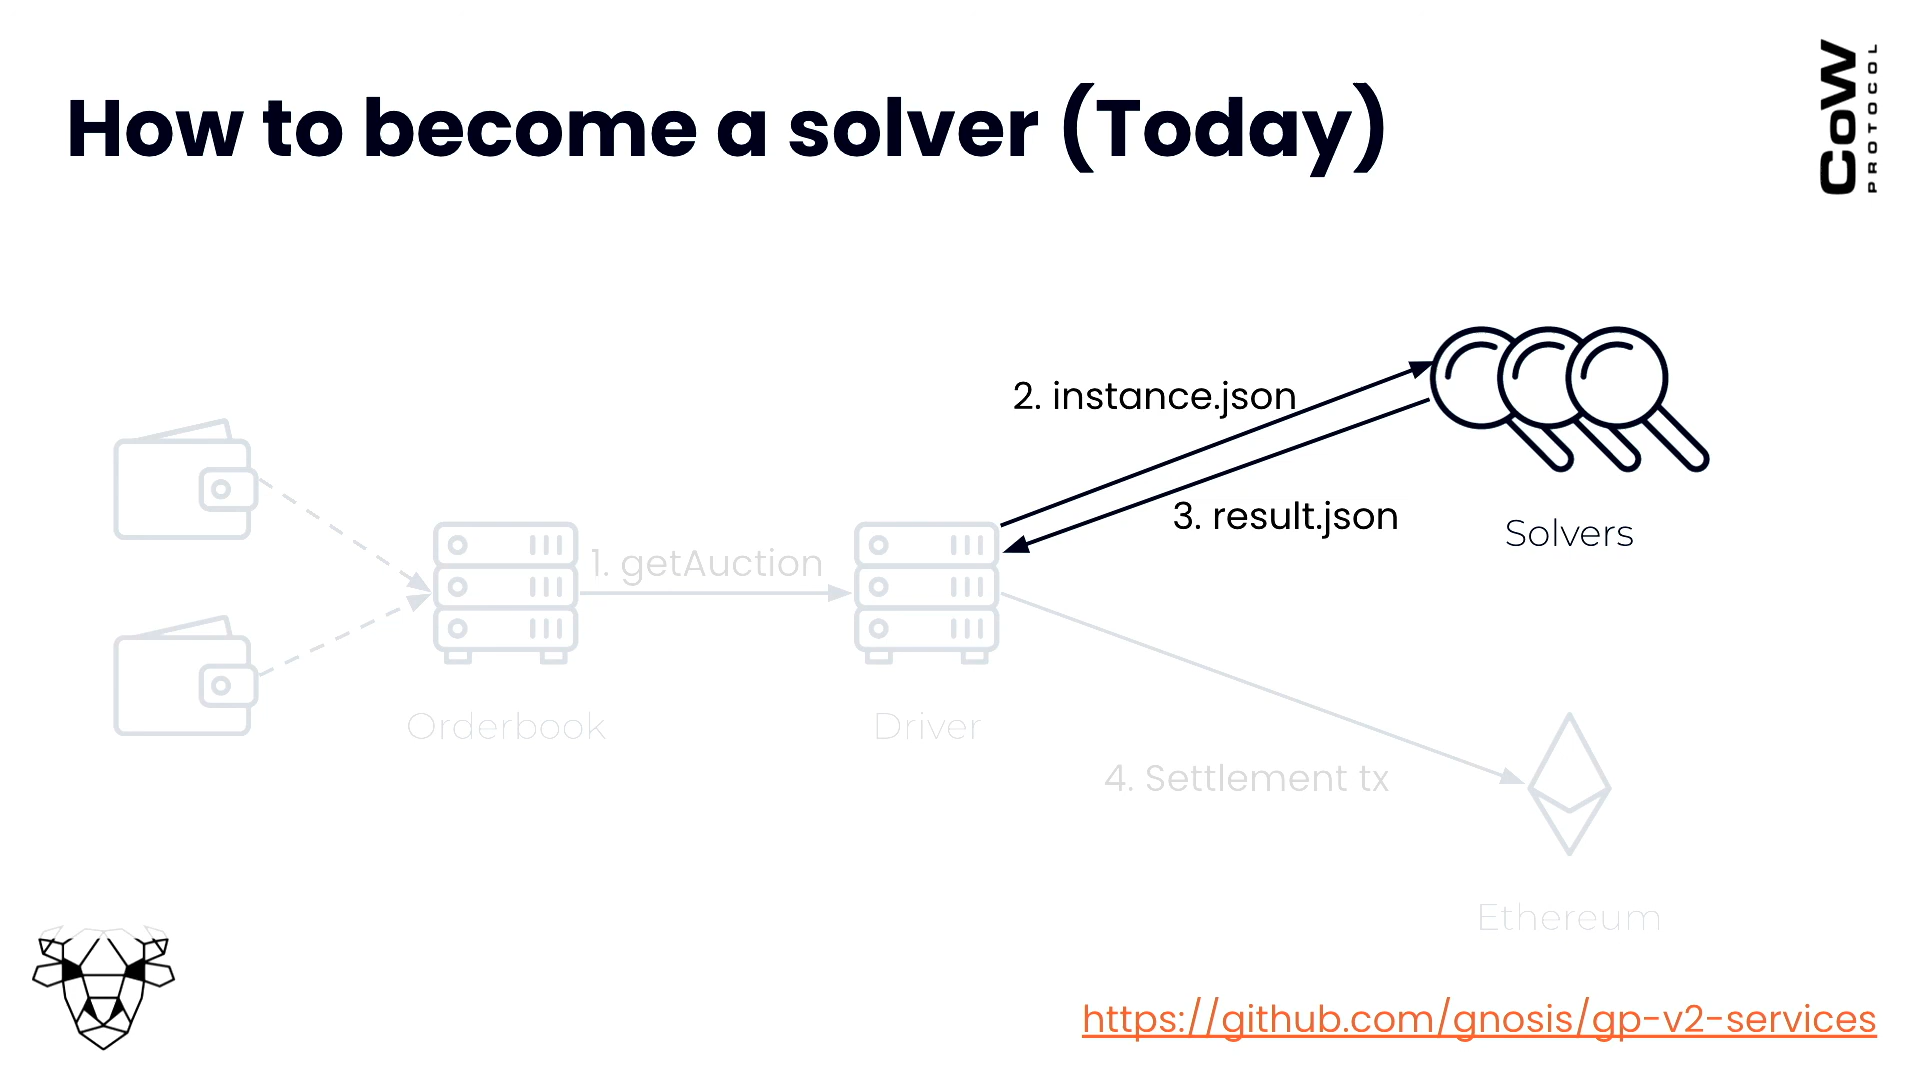 How to become a solver (Today)
CoW
PROTOCOL
2. instance.json
3. result.json
Solvers
1. getAuction
Orderbook
Driver
4. Settlement tx
Ethereum
https://github.com/gnosis/gp-v2-services